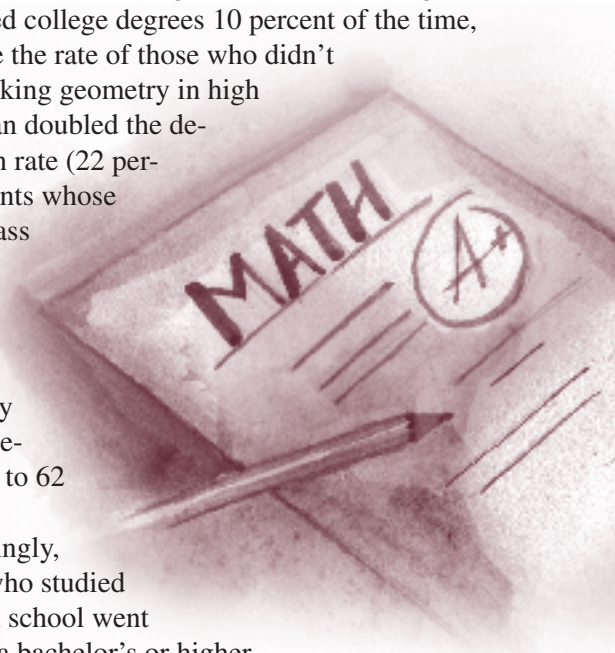 ed college degrees 10 percent of the time,
e the rate of those who didn't
king geometry in high
an doubled the de-
n rate (22 per-
nts whose
ass
MATH
A+
y
e-
to 62
ngly,
who studied
school went
a bachelor's or higher